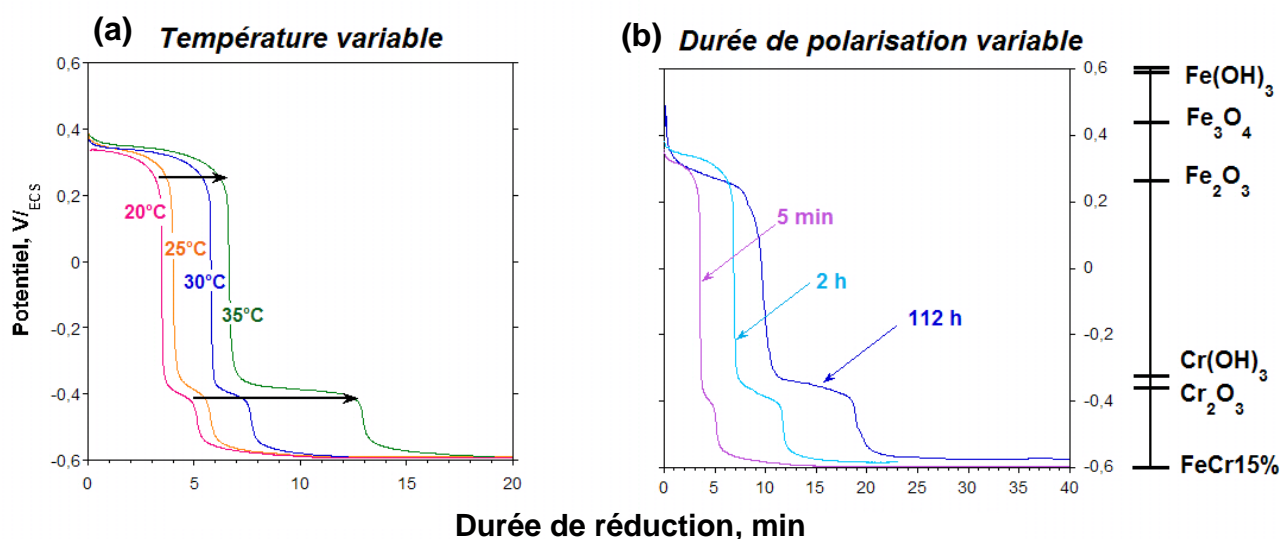 (a) Température variable
Potentiel, V/ECS
0,6
0,4
0,2
0
-0,2
-0,4
-0,6
20°C
25°C
30°C
35°C
0
5
10
15
20
(b) Durée de polarisation variable
5 min
2 h
112 h
0 5 10 15 20 25 30 35 40
0,6
0,4
0,2
0
-0,2
-0,4
-0,6
Fe(OH)3
Fe3O4
Fe2O3
Cr(OH)3
Cr2O3
FeCr15%
Durée de réduction, min